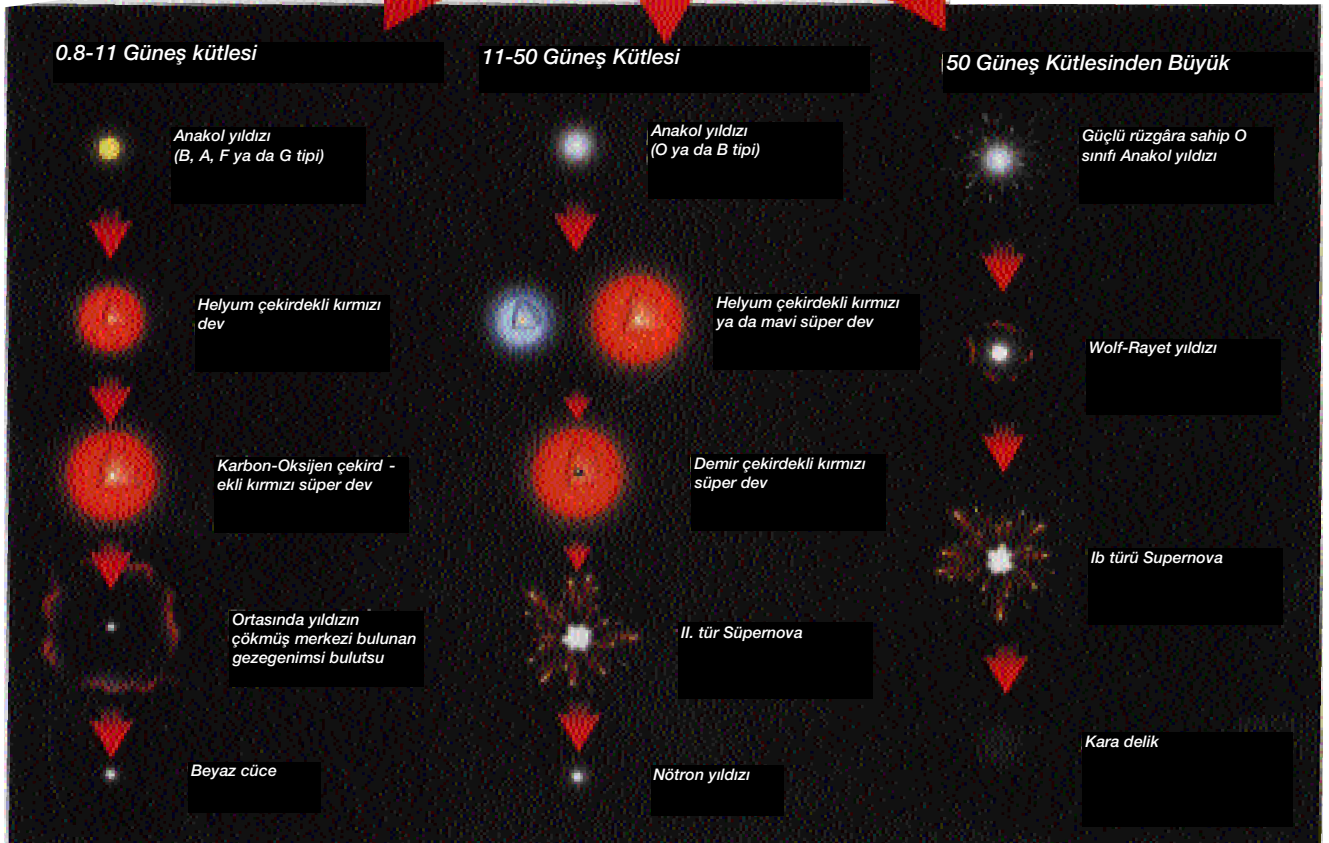 0.8-11 Güneş kütlesi
Anakol yıldızı
(B, A, F ya da G tipi)
Helyum çekirdekli kırmızı
dev
Karbon-Oksijen çekird -
ekli kırmızı süper dev
Ortasında yıldızın
çökmüş merkezi bulunan
gezegenimsi bulutsu
Beyaz cüce
11-50 Güneş Kütlesi
Anakol yıldızı
(O ya da B tipi)
Helyum çekirdekli kırmızı
ya da mavi süper dev
Demir çekirdekli kırmızı
süper dev
II. tür Süpernova
Nötron yıldızı
50 Güneş Kütlesinden Büyük
Güçlü rüzgâra sahip O
sınıfı Anakol yıldızı
Wolf-Rayet yıldızı
Ib türü Supernova
Kara delik